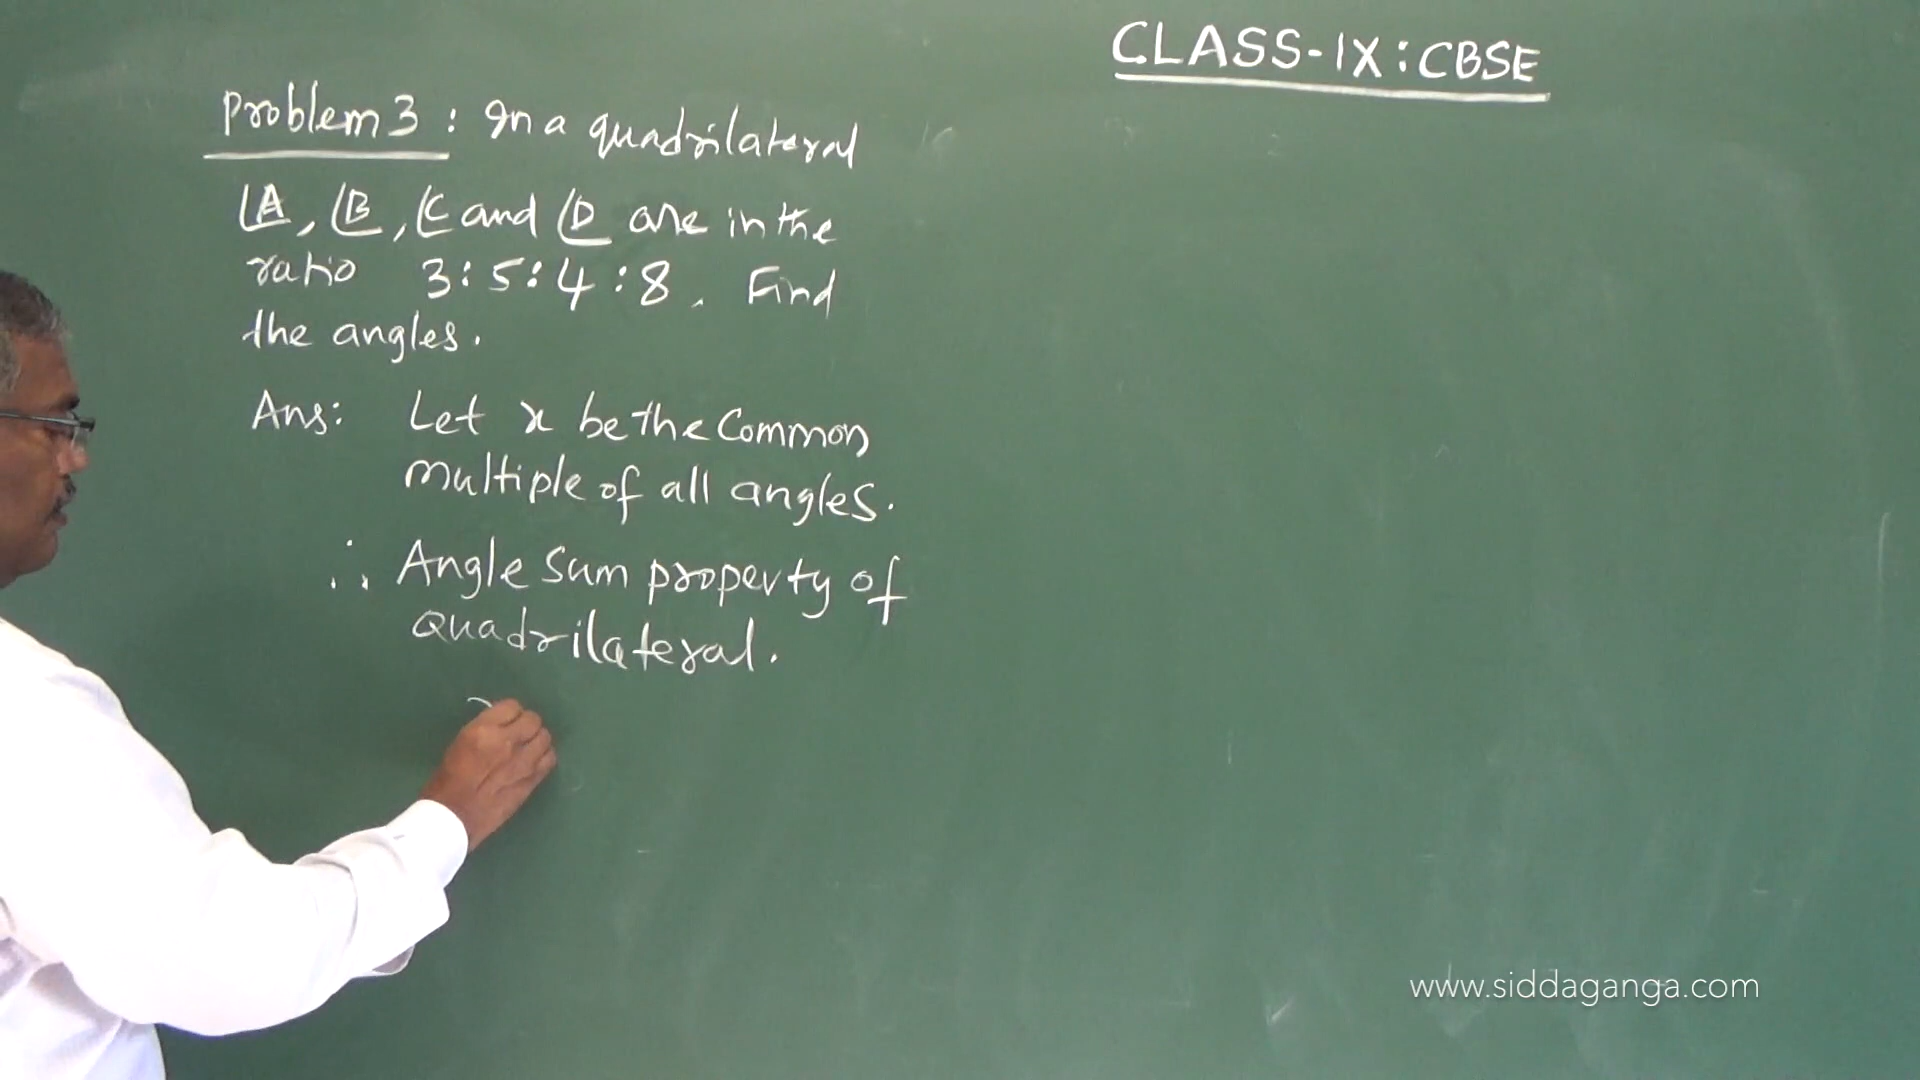 CLASS-IX : CBSE
Problem 3 : In a quadrilateral
∠A, ∠B, ∠C and ∠D are in the
ratio 3 : 5 : 4 : 8. Find
the angles.
Ans: Let x be the Common
multiple of all angles.
∴ Angle sum property of
Quadrilateral.
www.siddaganga.com